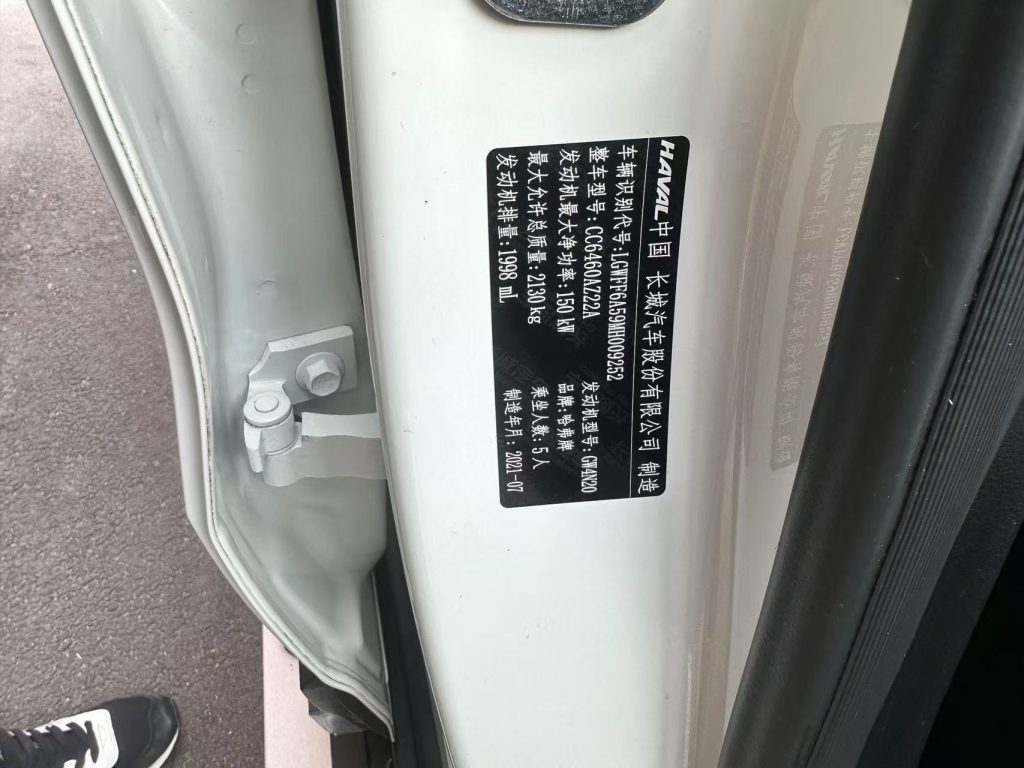 HAVAL 中国 长城汽车股份有限公司 制造
车辆识别代号:LGWFF6A59MH009252
整车型号:CC6460AZ22A 发动机型号:GW4N20
发动机最大净功率:150 kW 品牌:哈弗牌
最大允许总质量:2130 kg 乘坐人数:5人
发动机排量:1998 ml 制造年月:2021-07